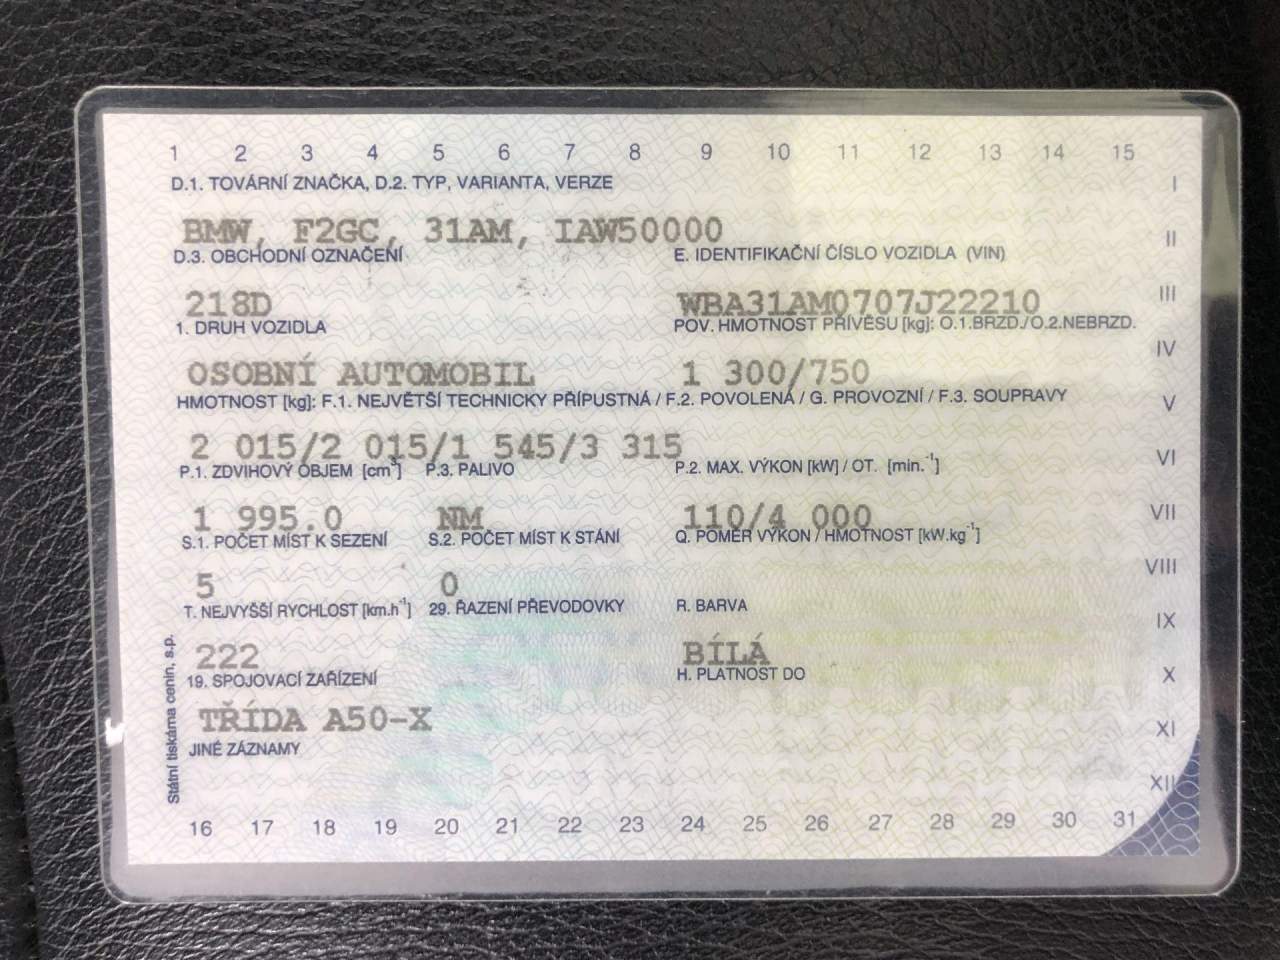 1 2 3 4 5 6 7 8 9 10 11 12 13 14 15
D.1. TOVÁRNÍ ZNAČKA, D.2. TYP, VARIANTA, VERZE
I
BMW, F2GC, 31AM, IAW50000
II
D.3. OBCHODNÍ OZNAČENÍ E. IDENTIFIKAČNÍ ČÍSLO VOZIDLA (VIN)
218D WBA31AM0707J22210
III
1. DRUH VOZIDLA POV. HMOTNOST PŘÍVĚSU [kg]: O.1.BRZD./O.2.NEBRZD.
IV
OSOBNÍ AUTOMOBIL 1 300/750
HMOTNOST [kg]: F.1. NEJVĚTŠÍ TECHNICKY PŘÍPUSTNÁ / F.2. POVOLENÁ / G. PROVOZNÍ / F.3. SOUPRAVY
V
2 015/2 015/1 545/3 315
VI
P.1. ZDVIHOVÝ OBJEM [cm³] P.3. PALIVO P.2. MAX. VÝKON [kW] / OT. [min.⁻¹]
1 995.0 NM 110/4 000
VII
S.1. POČET MÍST K SEZENÍ S.2. POČET MÍST K STÁNÍ Q. POMĚR VÝKON / HMOTNOST [kW.kg⁻¹]
VIII
5 0
T. NEJVYŠŠÍ RYCHLOST [km.h⁻¹] 29. ŘAZENÍ PŘEVODOVKY R. BARVA
IX
222 BÍLÁ
19. SPOJOVACÍ ZAŘÍZENÍ H. PLATNOST DO
X
TŘÍDA A50-X
XI
JINÉ ZÁZNAMY
XII
16 17 18 19 20 21 22 23 24 25 26 27 28 29 30 31
Státní tiskárna cenin, s.p.